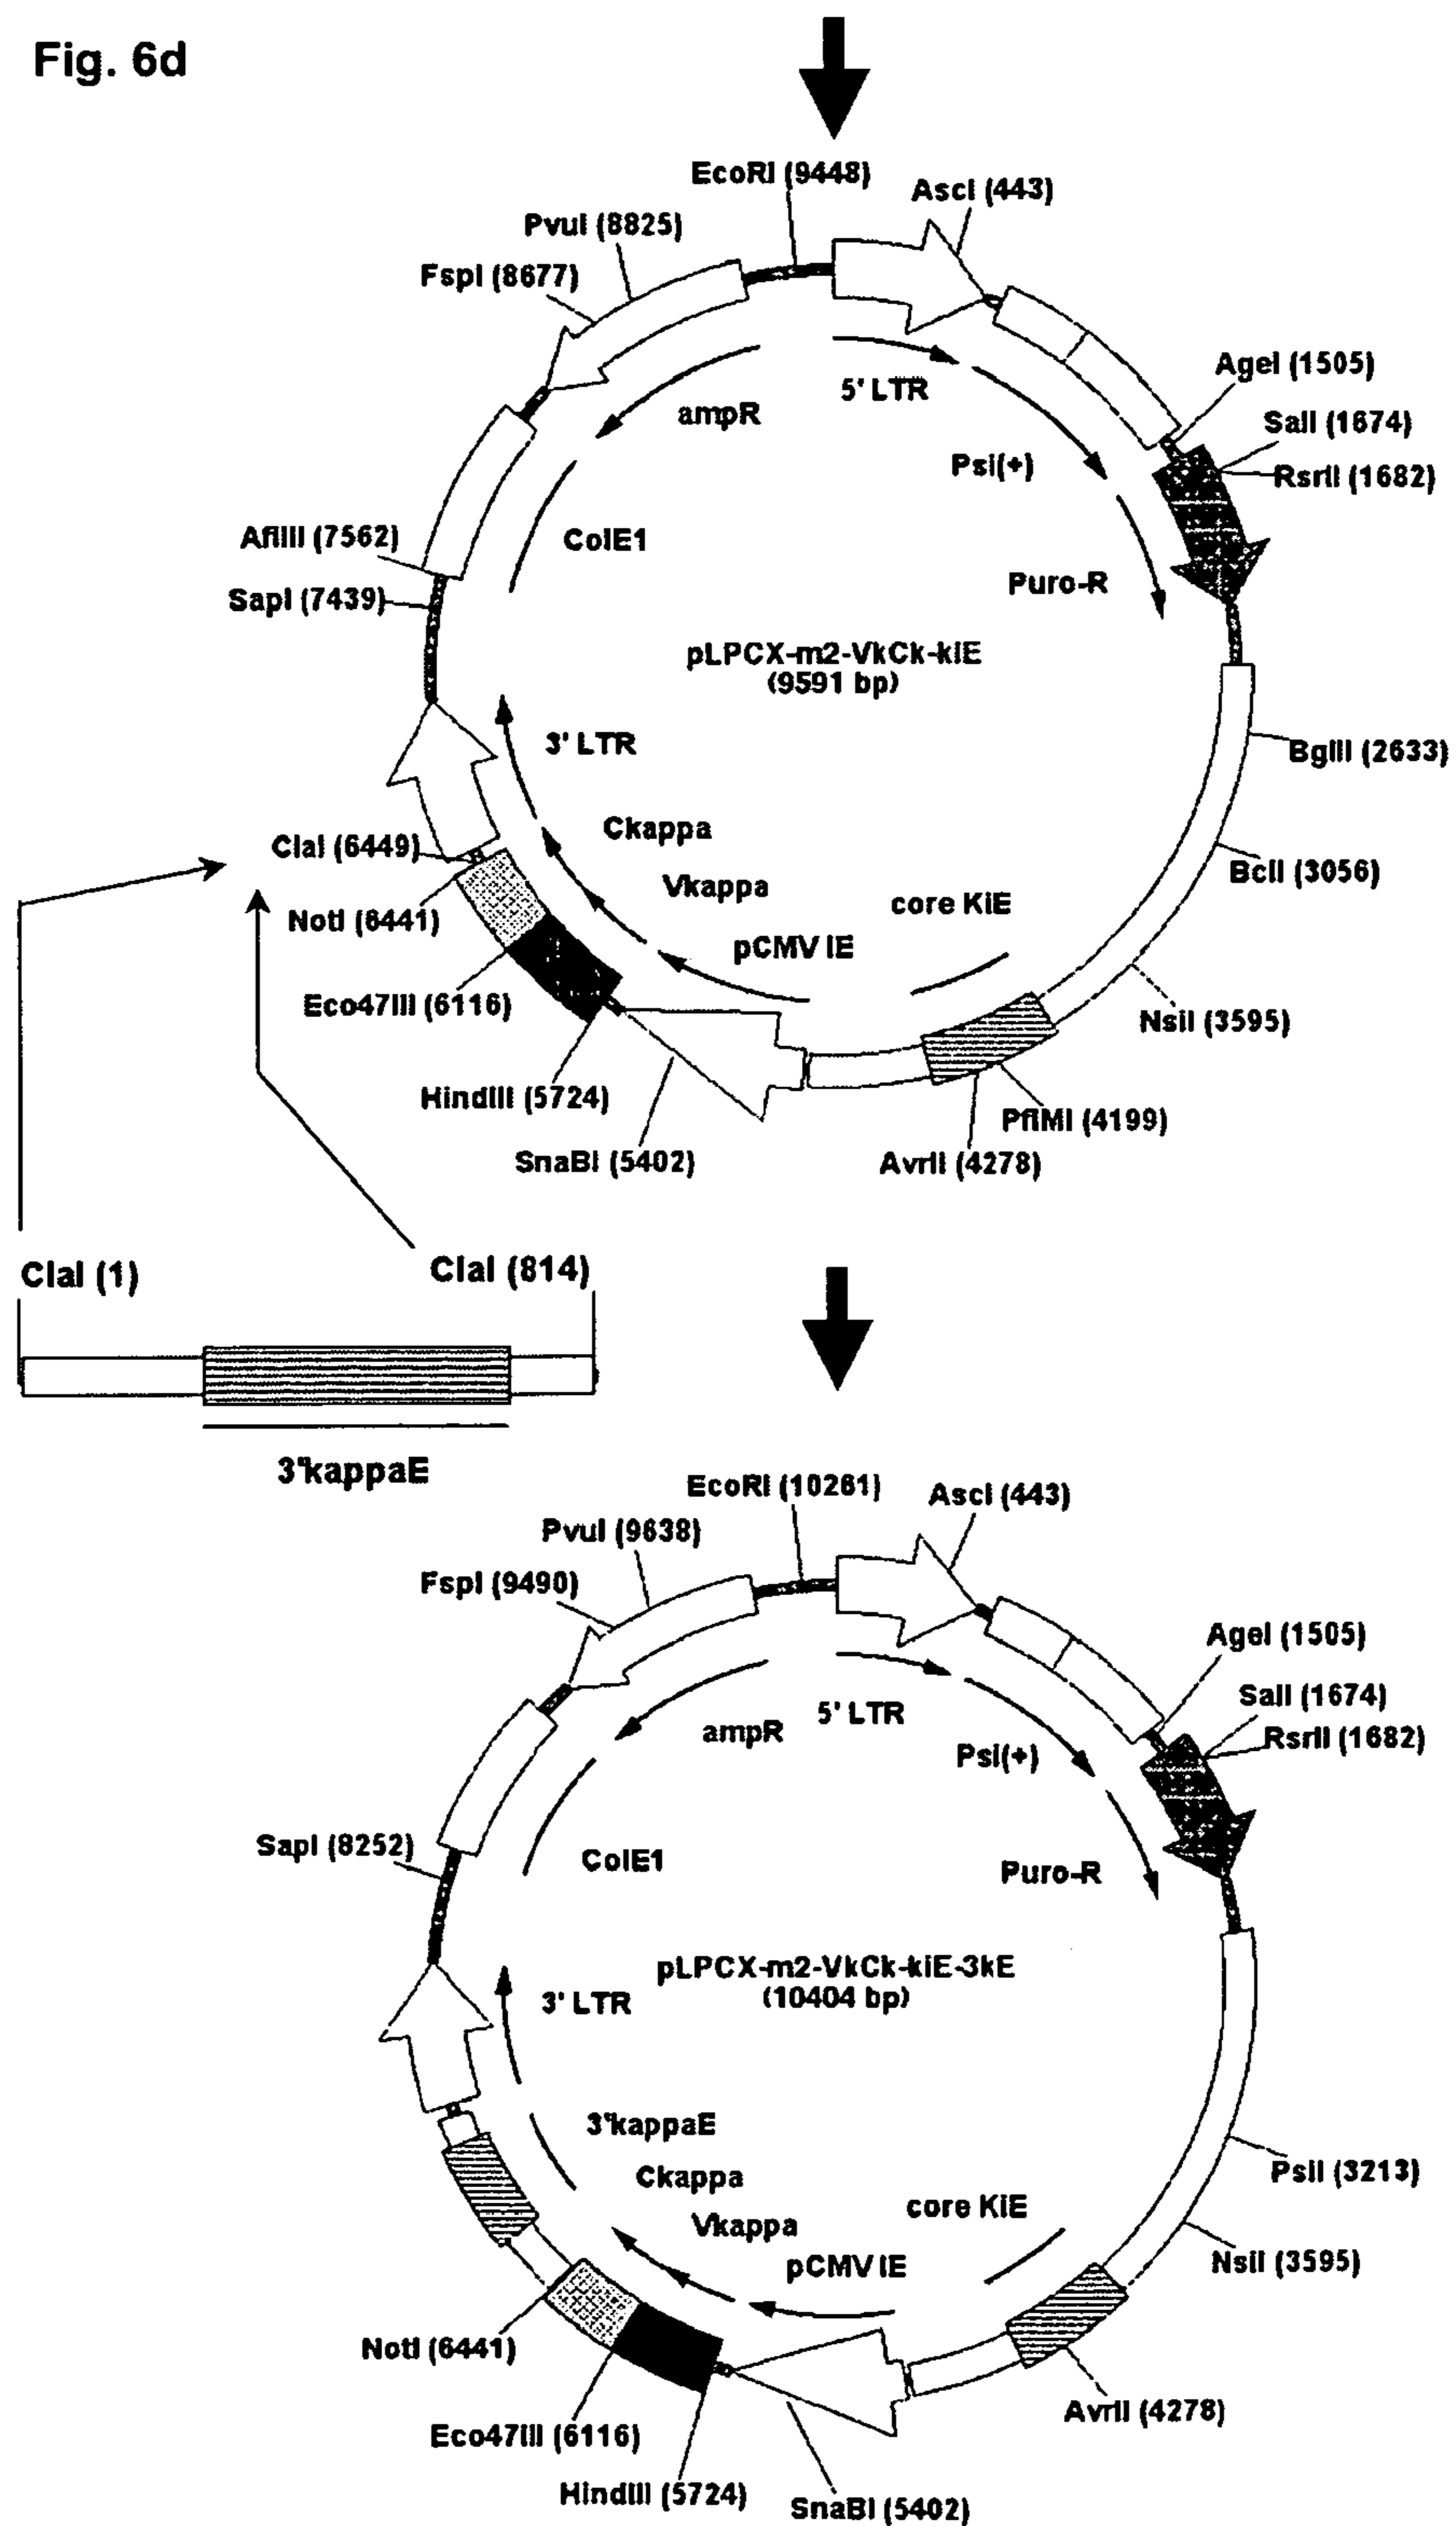 Fig. 6d
EcoRI (9448)
AscI (443)
PvuI (8825)
FspI (8677)
AgeI (1505)
5' LTR
ampR
SalI (1674)
Psi(+)
RsrII (1682)
AflIII (7562)
ColE1
Puro-R
SapI (7439)
pLPCX-m2-VkCk-kiE
(9591 bp)
3' LTR
BglII (2633)
Ckappa
ClaI (6449)
Vkappa
BclI (3056)
core KiE
NotI (6441)
pCMV IE
Eco47III (6116)
NsiI (3595)
HindIII (5724)
PflMI (4199)
SnaBI (5402)
AvrII (4278)
ClaI (1)
ClaI (814)
3'kappaE
EcoRI (10261)
AscI (443)
PvuI (9638)
FspI (9490)
AgeI (1505)
SalI (1674)
5' LTR
ampR
RsrII (1682)
Psi(+)
SapI (8252)
ColE1
Puro-R
pLPCX-m2-VkCk-kiE-3kE
(10404 bp)
3' LTR
3'kappaE
PsiI (3213)
Ckappa
core KiE
Vkappa
NsiI (3595)
pCMV IE
NotI (6441)
AvrII (4278)
Eco47III (6116)
HindIII (5724)
SnaBI (5402)